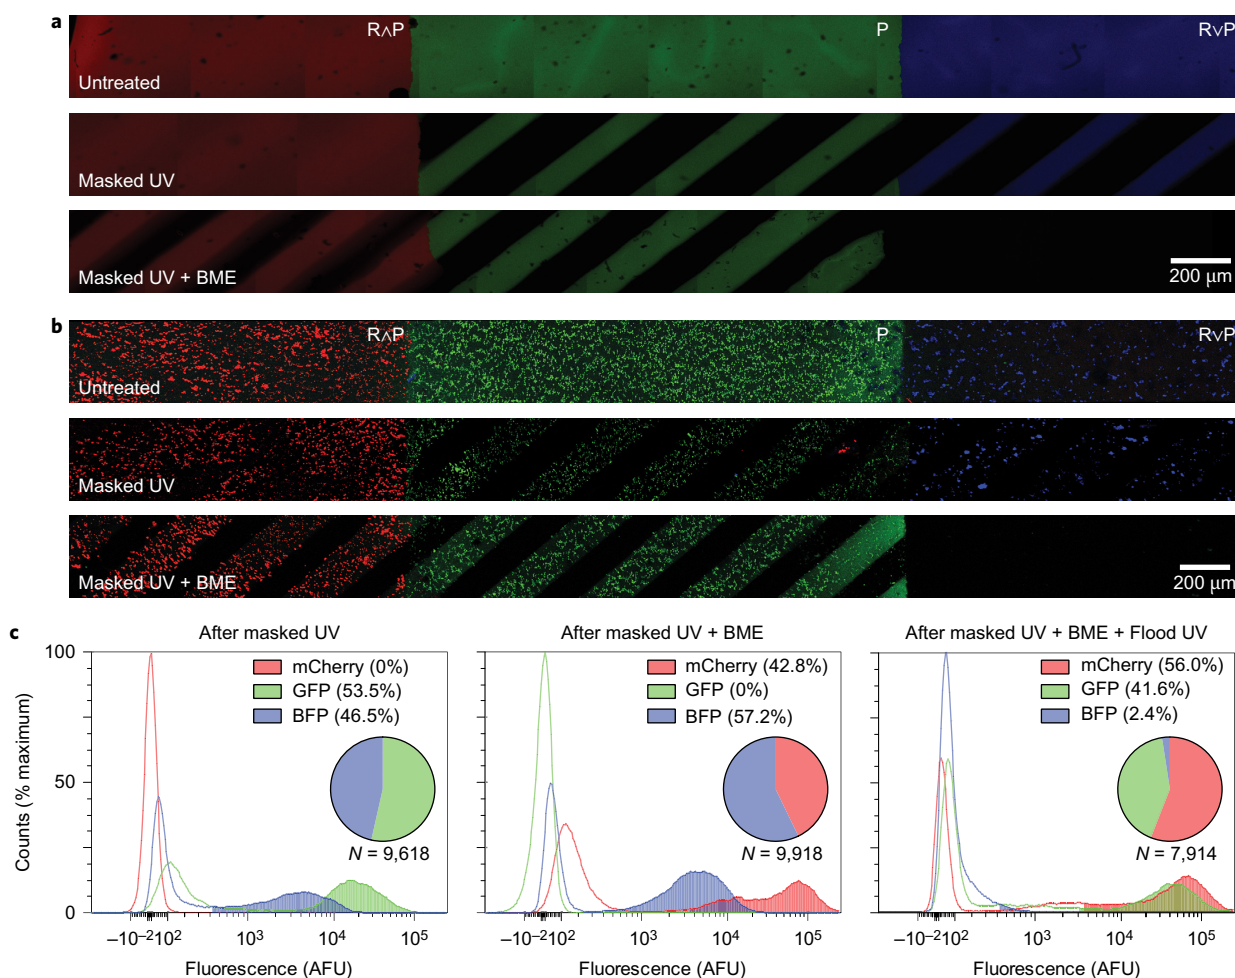 a
R∧P
P
R∨P
Untreated
Masked UV
Masked UV + BME
200 µm
b
R∧P
P
R∨P
Untreated
Masked UV
Masked UV + BME
200 µm
c
After masked UV
After masked UV + BME
After masked UV + BME + Flood UV
Counts (% maximum)
100
50
0
mCherry (0%)
GFP (53.5%)
BFP (46.5%)
N = 9,618
mCherry (42.8%)
GFP (0%)
BFP (57.2%)
N = 9,918
mCherry (56.0%)
GFP (41.6%)
BFP (2.4%)
N = 7,914
−10−2102 10³ 10⁴ 10⁵
−10−2102 10³ 10⁴ 10⁵
−10−2102 10³ 10⁴ 10⁵
Fluorescence (AFU)
Fluorescence (AFU)
Fluorescence (AFU)